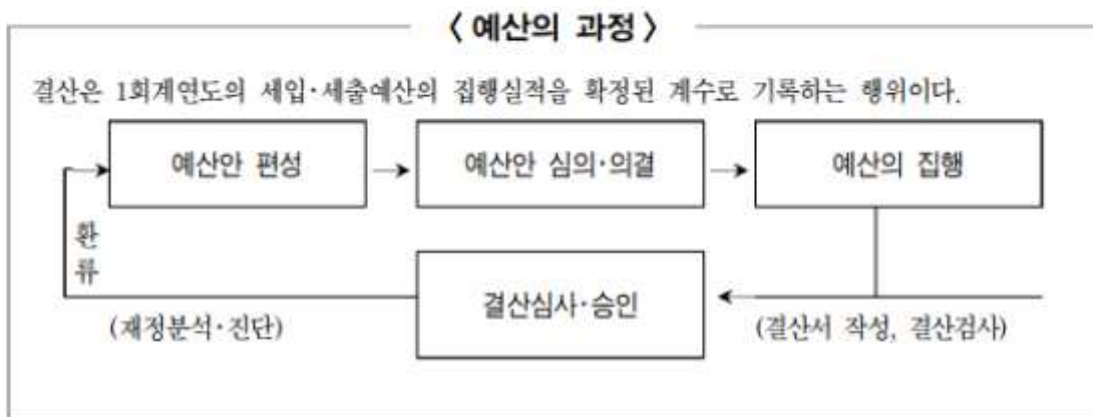 〈 예산의 과정 〉
결산은 1회계연도의 세입·세출예산의 집행실적을 확정된 계수로 기록하는 행위이다.
예산안 편성
예산안 심의·의결
예산의 집행
환
류
결산심사·승인
(재정분석·진단)
(결산서 작성, 결산검사)